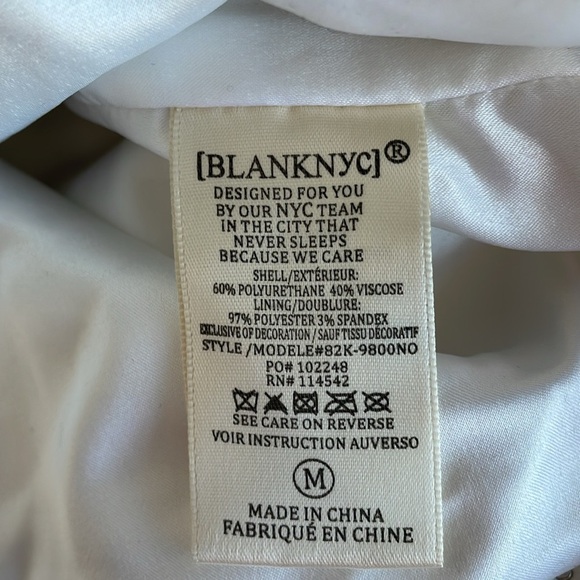 [BLANKNYC]®
DESIGNED FOR YOU
BY OUR NYC TEAM
IN THE CITY THAT
NEVER SLEEPS
BECAUSE WE CARE
SHELL/EXTÉRIEUR:
60% POLYURETHANE 40% VISCOSE
LINING/DOUBLURE:
97% POLYESTER 3% SPANDEX
EXCLUSIVE OF DECORATION / SAUF TISSU DÉCORATIF
STYLE /MODELE#82K-9800NO
PO# 102248
RN# 114542
SEE CARE ON REVERSE
VOIR INSTRUCTION AUVERSO
M
MADE IN CHINA
FABRIQUÉ EN CHINE